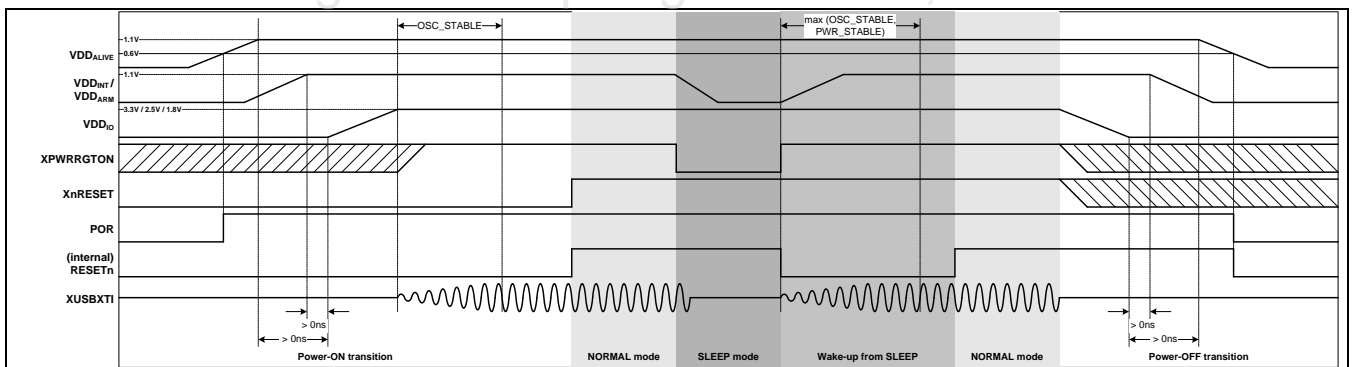 OSC_STABLE
max (OSC_STABLE,
PWR_STABLE)
1.1V
0.6V
VDDALIVE
1.1V
VDDINT /
VDDARM
3.3V / 2.5V / 1.8V
VDDIO
XPWRRGTON
XnRESET
POR
(internal)
RESETn
XUSBXTI
> 0ns
> 0ns
> 0ns
> 0ns
Power-ON transition
NORMAL mode
SLEEP mode
Wake-up from SLEEP
NORMAL mode
Power-OFF transition